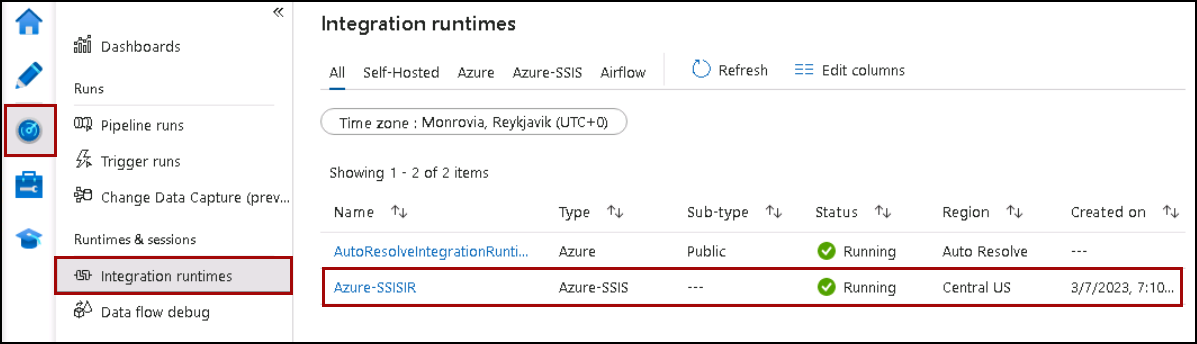 «
Dashboards
Runs
Pipeline runs
Trigger runs
Change Data Capture (prev...
Runtimes & sessions
Integration runtimes
Data flow debug
Integration runtimes
All Self-Hosted Azure Azure-SSIS Airflow Refresh Edit columns
Time zone : Monrovia, Reykjavik (UTC+0)
Showing 1 - 2 of 2 items
Name ↑↓ Type ↑↓ Sub-type ↑↓ Status ↑↓ Region ↑↓ Created on ↑↓
AutoResolveIntegrationRunti... Azure Public Running Auto Resolve ---
Azure-SSISIR Azure-SSIS --- Running Central US 3/7/2023, 7:10...